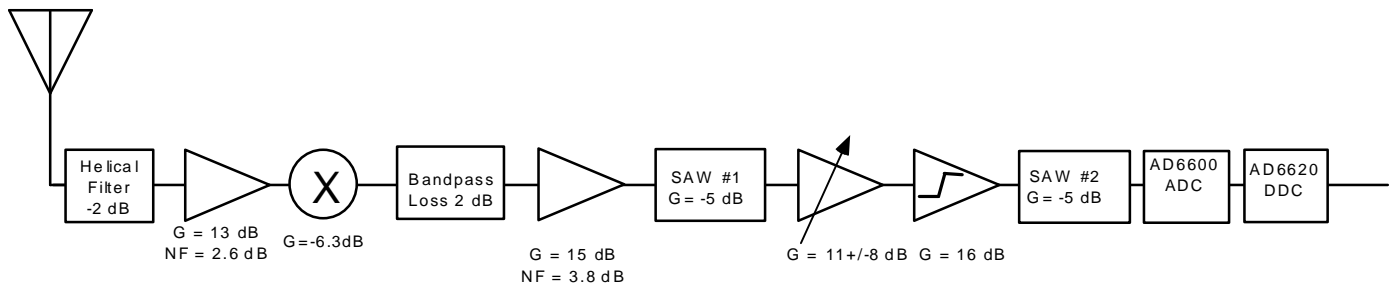 Helical
Filter
-2 dB
G = 13 dB
NF = 2.6 dB
X
G=-6.3dB
Bandpass
Loss 2 dB
G = 15 dB
NF = 3.8 dB
SAW #1
G= -5 dB
G = 11+/-8 dB
G = 16 dB
SAW #2
G= -5 dB
AD6600
ADC
AD6620
DDC